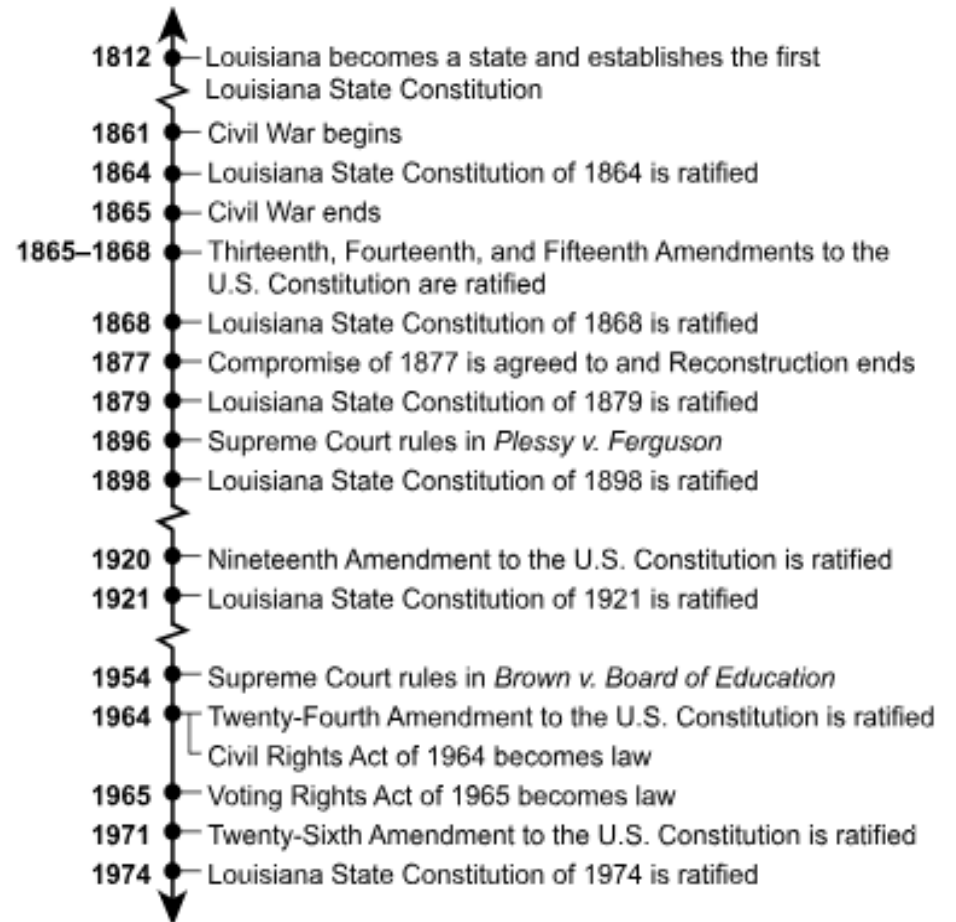 1812 Louisiana becomes a state and establishes the first
Louisiana State Constitution
1861 Civil War begins
1864 Louisiana State Constitution of 1864 is ratified
1865 Civil War ends
1865–1868 Thirteenth, Fourteenth, and Fifteenth Amendments to the
U.S. Constitution are ratified
1868 Louisiana State Constitution of 1868 is ratified
1877 Compromise of 1877 is agreed to and Reconstruction ends
1879 Louisiana State Constitution of 1879 is ratified
1896 Supreme Court rules in Plessy v. Ferguson
1898 Louisiana State Constitution of 1898 is ratified
1920 Nineteenth Amendment to the U.S. Constitution is ratified
1921 Louisiana State Constitution of 1921 is ratified
1954 Supreme Court rules in Brown v. Board of Education
1964 Twenty-Fourth Amendment to the U.S. Constitution is ratified
Civil Rights Act of 1964 becomes law
1965 Voting Rights Act of 1965 becomes law
1971 Twenty-Sixth Amendment to the U.S. Constitution is ratified
1974 Louisiana State Constitution of 1974 is ratified